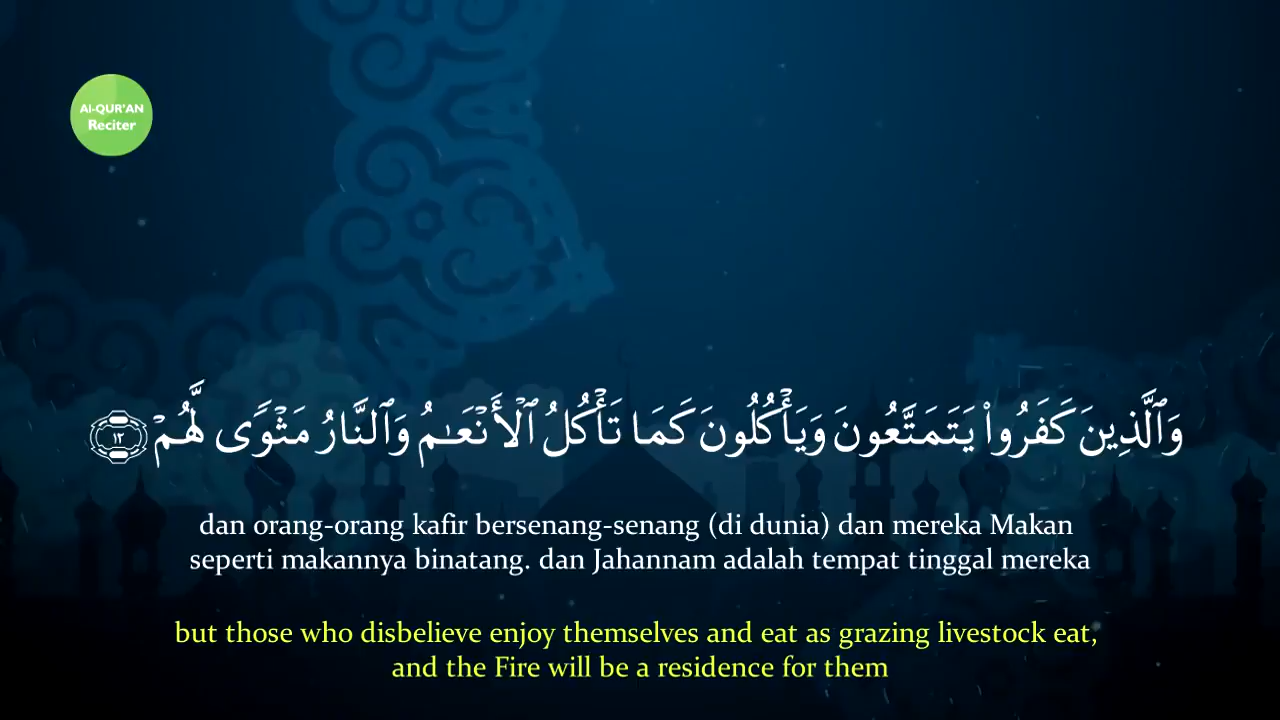 Al-QUR'AN
Reciter
وَٱلَّذِينَ كَفَرُوا۟ يَتَمَتَّعُونَ وَيَأْكُلُونَ كَمَا تَأْكُلُ ٱلْأَنْعَـٰمُ وَٱلنَّارُ مَثْوًۭى لَّهُمْ ١٢
dan orang-orang kafir bersenang-senang (di dunia) dan mereka Makan
seperti makannya binatang. dan Jahannam adalah tempat tinggal mereka
but those who disbelieve enjoy themselves and eat as grazing livestock eat,
and the Fire will be a residence for them